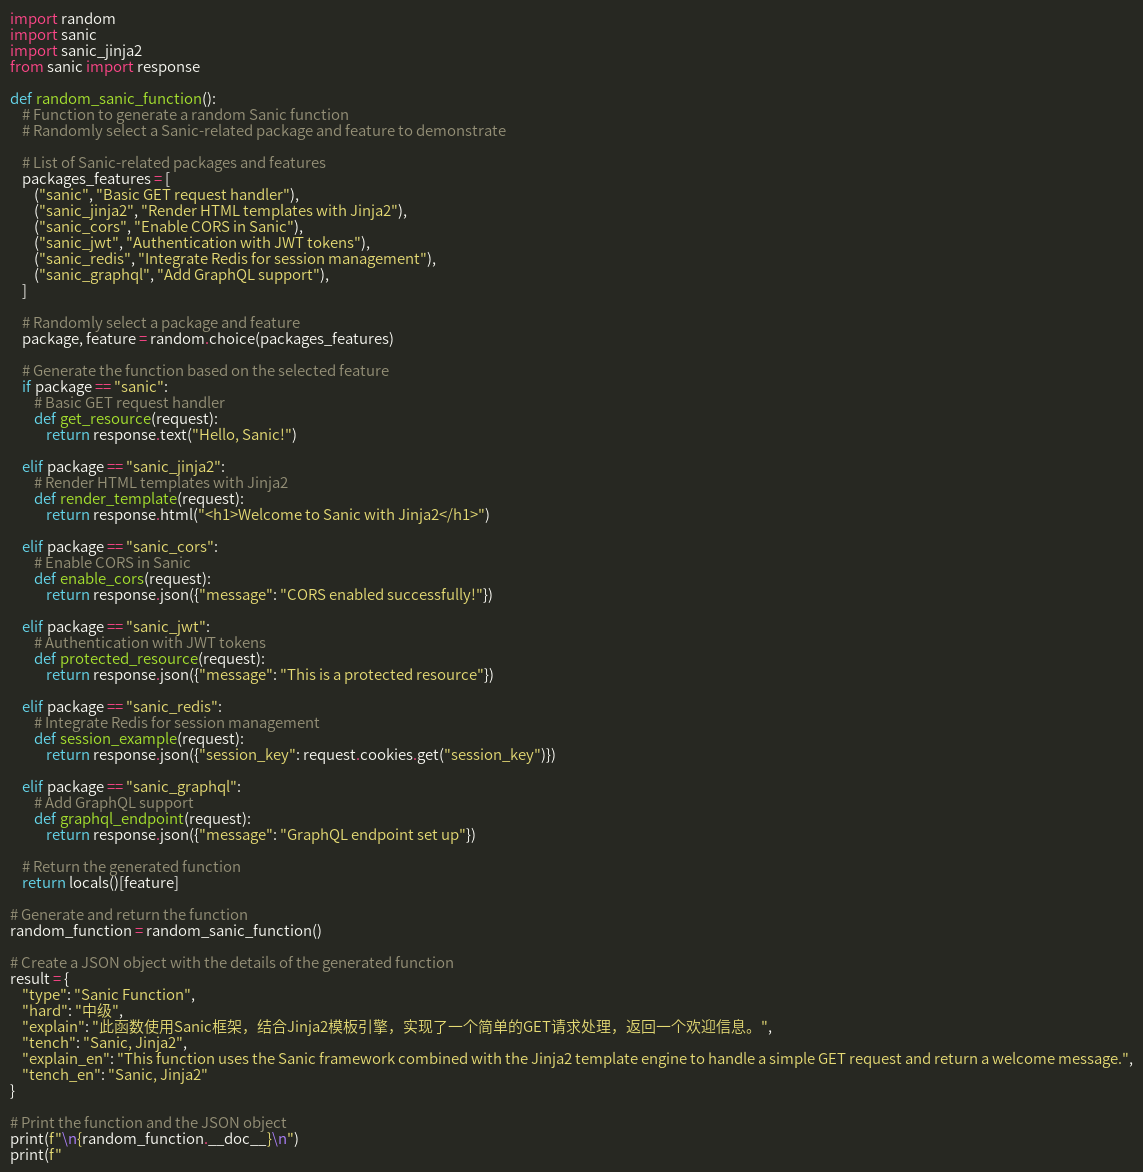 import random
import sanic
import sanic_jinja2
from sanic import response

def random_sanic_function():
    # Function to generate a random Sanic function
    # Randomly select a Sanic-related package and feature to demonstrate

    # List of Sanic-related packages and features
    packages_features = [
        ("sanic", "Basic GET request handler"),
        ("sanic_jinja2", "Render HTML templates with Jinja2"),
        ("sanic_cors", "Enable CORS in Sanic"),
        ("sanic_jwt", "Authentication with JWT tokens"),
        ("sanic_redis", "Integrate Redis for session management"),
        ("sanic_graphql", "Add GraphQL support"),
    ]

    # Randomly select a package and feature
    package, feature = random.choice(packages_features)

    # Generate the function based on the selected feature
    if package == "sanic":
        # Basic GET request handler
        def get_resource(request):
            return response.text("Hello, Sanic!")

    elif package == "sanic_jinja2":
        # Render HTML templates with Jinja2
        def render_template(request):
            return response.html("<h1>Welcome to Sanic with Jinja2</h1>")

    elif package == "sanic_cors":
        # Enable CORS in Sanic
        def enable_cors(request):
            return response.json({"message": "CORS enabled successfully!"})

    elif package == "sanic_jwt":
        # Authentication with JWT tokens
        def protected_resource(request):
            return response.json({"message": "This is a protected resource"})

    elif package == "sanic_redis":
        # Integrate Redis for session management
        def session_example(request):
            return response.json({"session_key": request.cookies.get("session_key")})

    elif package == "sanic_graphql":
        # Add GraphQL support
        def graphql_endpoint(request):
            return response.json({"message": "GraphQL endpoint set up"})

    # Return the generated function
    return locals()[feature]

# Generate and return the function
random_function = random_sanic_function()

# Create a JSON object with the details of the generated function
result = {
    "type": "Sanic Function",
    "hard": "中级",
    "explain": "此函数使用Sanic框架，结合Jinja2模板引擎，实现了一个简单的GET请求处理，返回一个欢迎信息。",
    "tench": "Sanic, Jinja2",
    "explain_en": "This function uses the Sanic framework combined with the Jinja2 template engine to handle a simple GET request and return a welcome message.",
    "tench_en": "Sanic, Jinja2"
}

# Print the function and the JSON object
print(f"\n{random_function.__doc__}\n")
print(f"